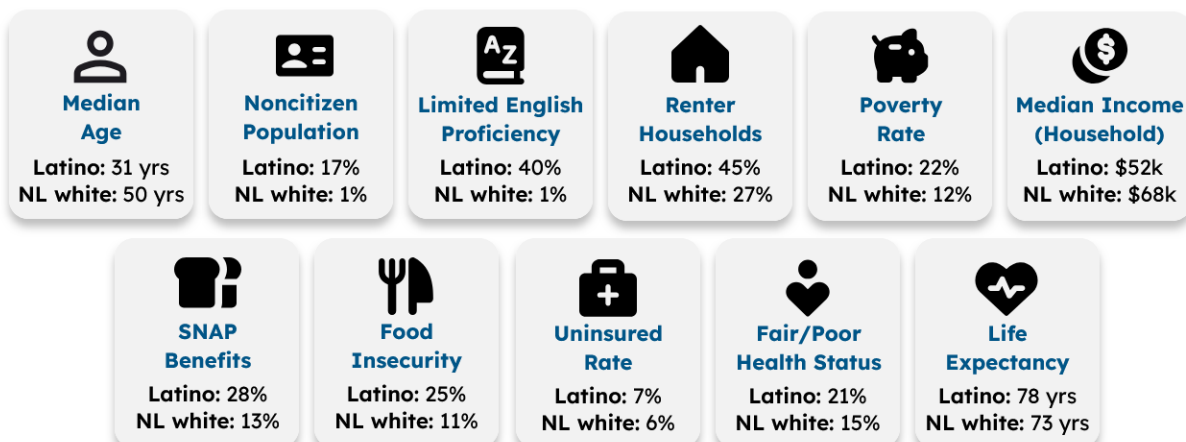 AZ
Median
Age
Latino: 31 yrs
NL white: 50 yrs
Noncitizen
Population
Latino: 17%
NL white: 1%
Limited English
Proficiency
Latino: 40%
NL white: 1%
Renter
Households
Latino: 45%
NL white: 27%
Poverty
Rate
Latino: 22%
NL white: 12%
$
Median Income
(Household)
Latino: $52k
NL white: $68k
SNAP
Benefits
Latino: 28%
NL white: 13%
Food
Insecurity
Latino: 25%
NL white: 11%
Uninsured
Rate
Latino: 7%
NL white: 6%
Fair/Poor
Health Status
Latino: 21%
NL white: 15%
Life
Expectancy
Latino: 78 yrs
NL white: 73 yrs